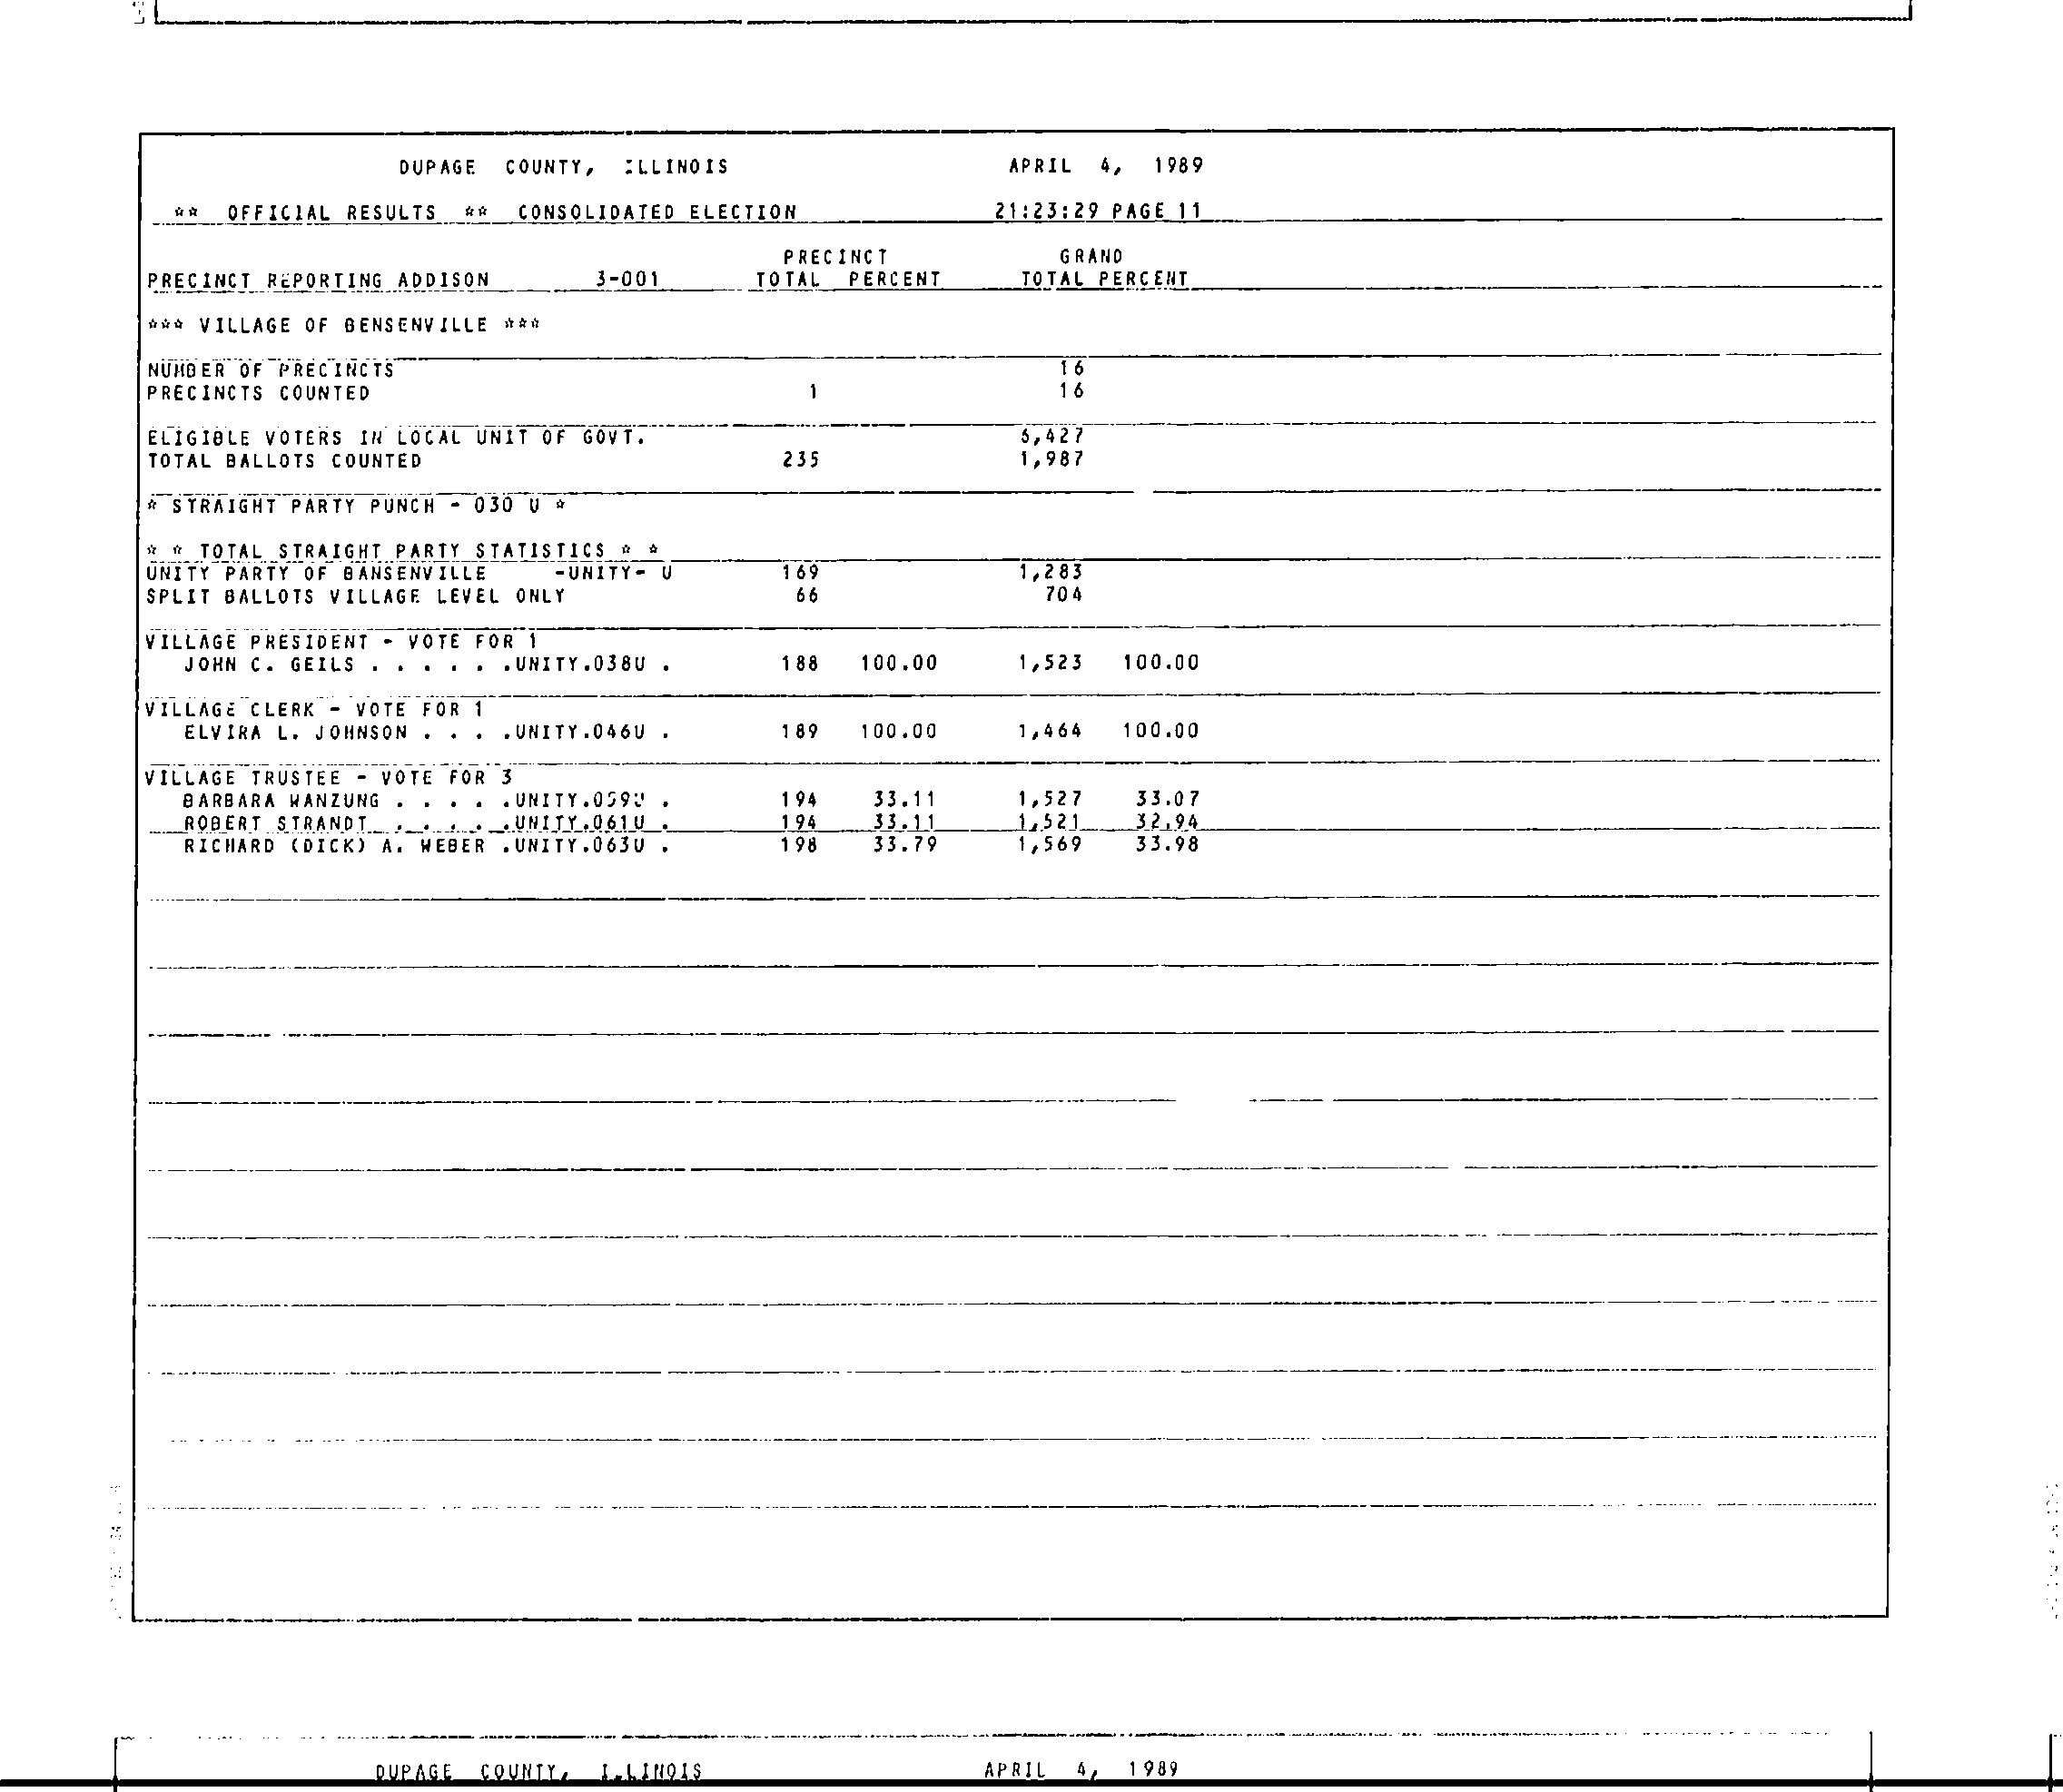 DUPAGE COUNTY, ILLINOIS APRIL 4, 1989
** OFFICIAL RESULTS ** CONSOLIDATED ELECTION 21:23:29 PAGE 11
PRECINCT GRAND
PRECINCT REPORTING ADDISON 3-001 TOTAL PERCENT TOTAL PERCENT
*** VILLAGE OF BENSENVILLE ***
NUMBER OF PRECINCTS 16
PRECINCTS COUNTED 1 16
ELIGIBLE VOTERS IN LOCAL UNIT OF GOVT.
TOTAL BALLOTS COUNTED 235 1,987
* STRAIGHT PARTY PUNCH - 030 U *
* * TOTAL STRAIGHT PARTY STATISTICS * *
UNITY PARTY OF BANSENVILLE -UNITY- U 169 1,283
SPLIT BALLOTS VILLAGE LEVEL ONLY 66 704
VILLAGE PRESIDENT - VOTE FOR 1
JOHN C. GEILS . . . . . .UNITY.038U . 188 100.00 1,523 100.00
VILLAGE CLERK - VOTE FOR 1
ELVIRA L. JOHNSON . . . .UNITY.046U . 189 100.00 1,464 100.00
VILLAGE TRUSTEE - VOTE FOR 3
BARBARA WANZUNG . . . . .UNITY.059U . 194 33.11 1,527 33.07
ROBERT STRANDT . . . . .UNITY.061U . 194 33.11 1,521 32.94
RICHARD (DICK) A. WEBER .UNITY.063U . 198 33.79 1,569 33.98
DUPAGE COUNTY, ILLINOIS APRIL 4, 1989